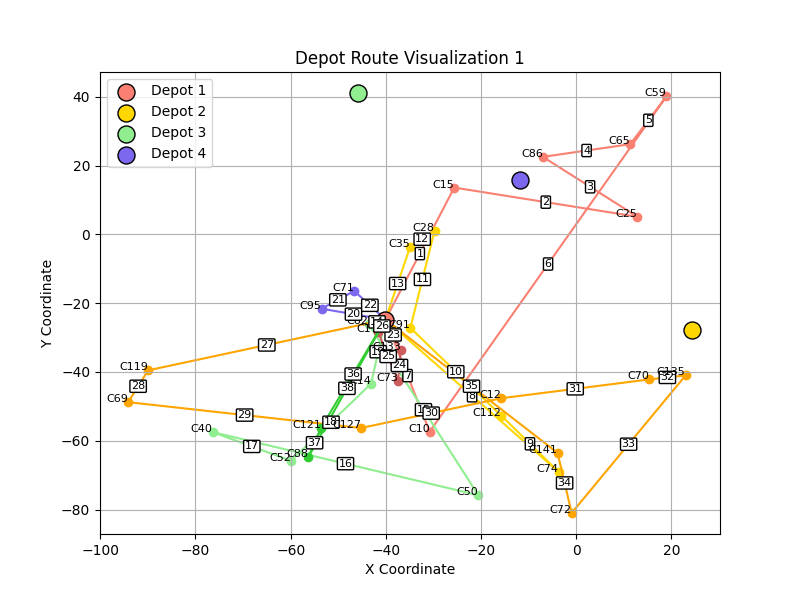 Depot Route Visualization 1
Depot 1
Depot 2
Depot 3
Depot 4
Y Coordinate
40
20
0
−20
−40
−60
−80
−100
−80
−60
−40
−20
0
20
X Coordinate
C59
5
C65
4
C86
3
C15
2
C25
C28
12
C35
1
6
13
11
C71
21
22
C95
20
26
C91
23
27
25
C119
24
C73
7
10
36
38
28
C69
35
8
C12
31
C70
32
C135
29
30
C112
18
C121
C127
C10
C40
17
37
9
33
C141
C52
C88
16
C74
34
C50
C72